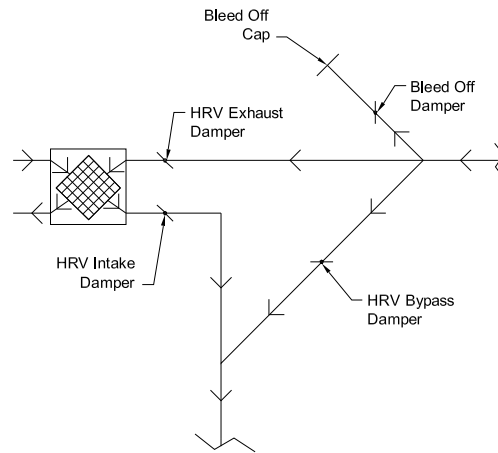 Bleed Off
Cap
Bleed Off
Damper
HRV Exhaust
Damper
HRV Intake
Damper
HRV Bypass
Damper